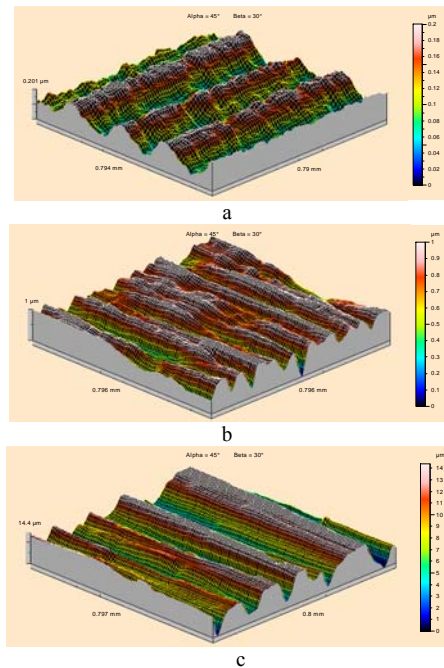 Alpha = 45° Beta = 30°
µm
0.2
0.18
0.16
0.14
0.12
0.1
0.08
0.06
0.04
0.02
0
0.201 µm
0.794 mm
0.79 mm
a
Alpha = 45° Beta = 30°
µm
1
0.9
0.8
0.7
0.6
0.5
0.4
0.3
0.2
0.1
0
1 µm
0.796 mm
0.796 mm
b
Alpha = 45° Beta = 30°
µm
14
13
12
11
10
9
8
7
6
5
4
3
2
1
0
14.4 µm
0.797 mm
0.8 mm
c